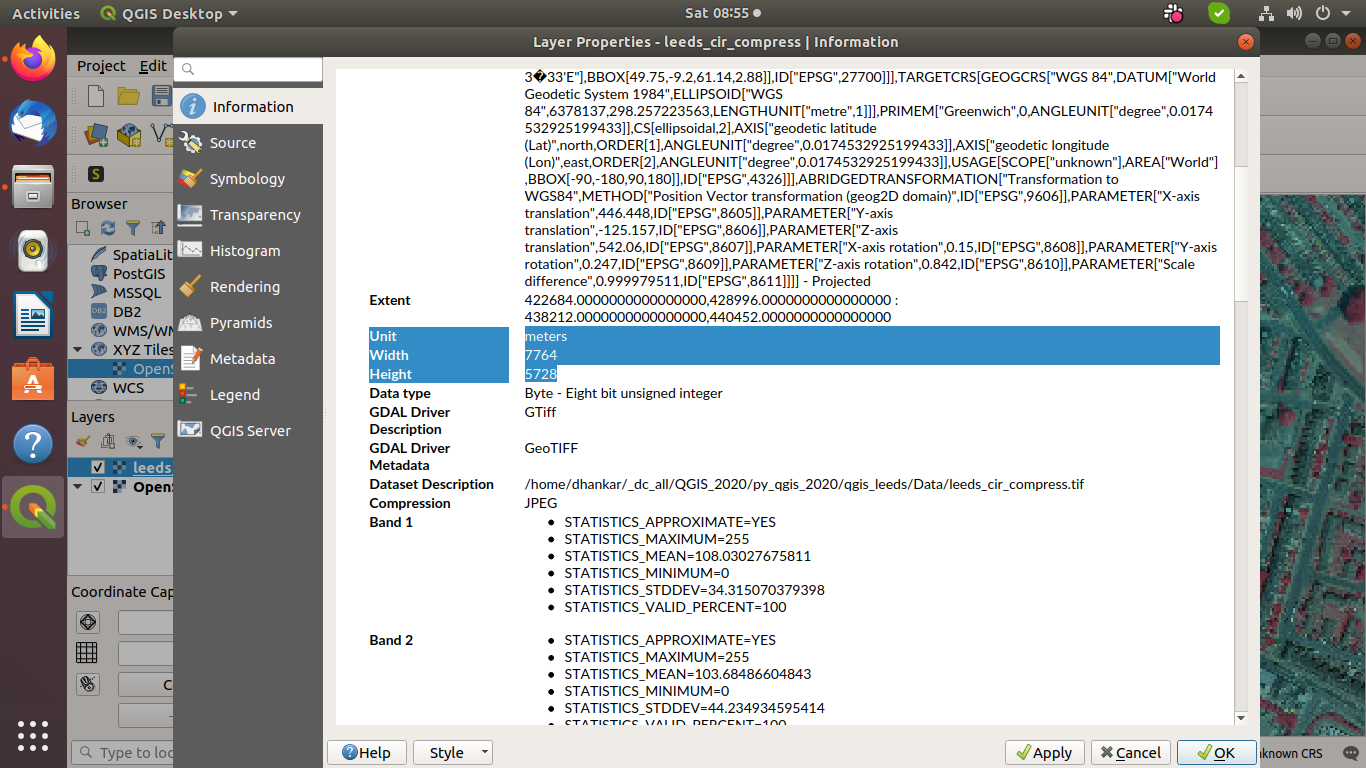 Activities
QGIS Desktop
Sat 08:55
Layer Properties - leeds_cir_compress | Information
Project Edit
Browser
SpatiaLit
PostGIS
MSSQL
DB2
WMS/WM
XYZ Tiles
OpenS
WCS
Layers
leeds_
OpenS
Coordinate Cap
Type to loc
Information
Source
Symbology
Transparency
Histogram
Rendering
Pyramids
Metadata
Legend
QGIS Server
3�33'E"],BBOX[49.75,-9.2,61.14,2.88]],ID["EPSG",27700]]],TARGETCRS[GEOGCRS["WGS 84",DATUM["World
Geodetic System 1984",ELLIPSOID["WGS
84",6378137,298.257223563,LENGTHUNIT["metre",1]]],PRIMEM["Greenwich",0,ANGLEUNIT["degree",0.0174
532925199433]],CS[ellipsoidal,2],AXIS["geodetic latitude
(Lat)",north,ORDER[1],ANGLEUNIT["degree",0.0174532925199433]],AXIS["geodetic longitude
(Lon)",east,ORDER[2],ANGLEUNIT["degree",0.0174532925199433]],USAGE[SCOPE["unknown"],AREA["World"]
,BBOX[-90,-180,90,180]],ID["EPSG",4326]]],ABRIDGEDTRANSFORMATION["Transformation to
WGS84",METHOD["Position Vector transformation (geog2D domain)",ID["EPSG",9606]],PARAMETER["X-axis
translation",446.448,ID["EPSG",8605]],PARAMETER["Y-axis
translation",-125.157,ID["EPSG",8606]],PARAMETER["Z-axis
translation",542.06,ID["EPSG",8607]],PARAMETER["X-axis rotation",0.15,ID["EPSG",8608]],PARAMETER["Y-axis
rotation",0.247,ID["EPSG",8609]],PARAMETER["Z-axis rotation",0.842,ID["EPSG",8610]],PARAMETER["Scale
difference",0.999979511,ID["EPSG",8611]]]] - Projected
Extent 422684.0000000000000000,428996.0000000000000000 :
438212.0000000000000000,440452.0000000000000000
Unit meters
Width 7764
Height 5728
Data type Byte - Eight bit unsigned integer
GDAL Driver GTiff
Description
GDAL Driver GeoTIFF
Metadata
Dataset Description /home/dhankar/_dc_all/QGIS_2020/py_qgis_2020/qgis_leeds/Data/leeds_cir_compress.tif
Compression JPEG
Band 1 • STATISTICS_APPROXIMATE=YES
• STATISTICS_MAXIMUM=255
• STATISTICS_MEAN=108.03027675811
• STATISTICS_MINIMUM=0
• STATISTICS_STDDEV=34.315070379398
• STATISTICS_VALID_PERCENT=100
Band 2 • STATISTICS_APPROXIMATE=YES
• STATISTICS_MAXIMUM=255
• STATISTICS_MEAN=103.68486604843
• STATISTICS_MINIMUM=0
• STATISTICS_STDDEV=44.234934595414
• STATISTICS_VALID_PERCENT=100
Help Style Apply Cancel OK
known CRS